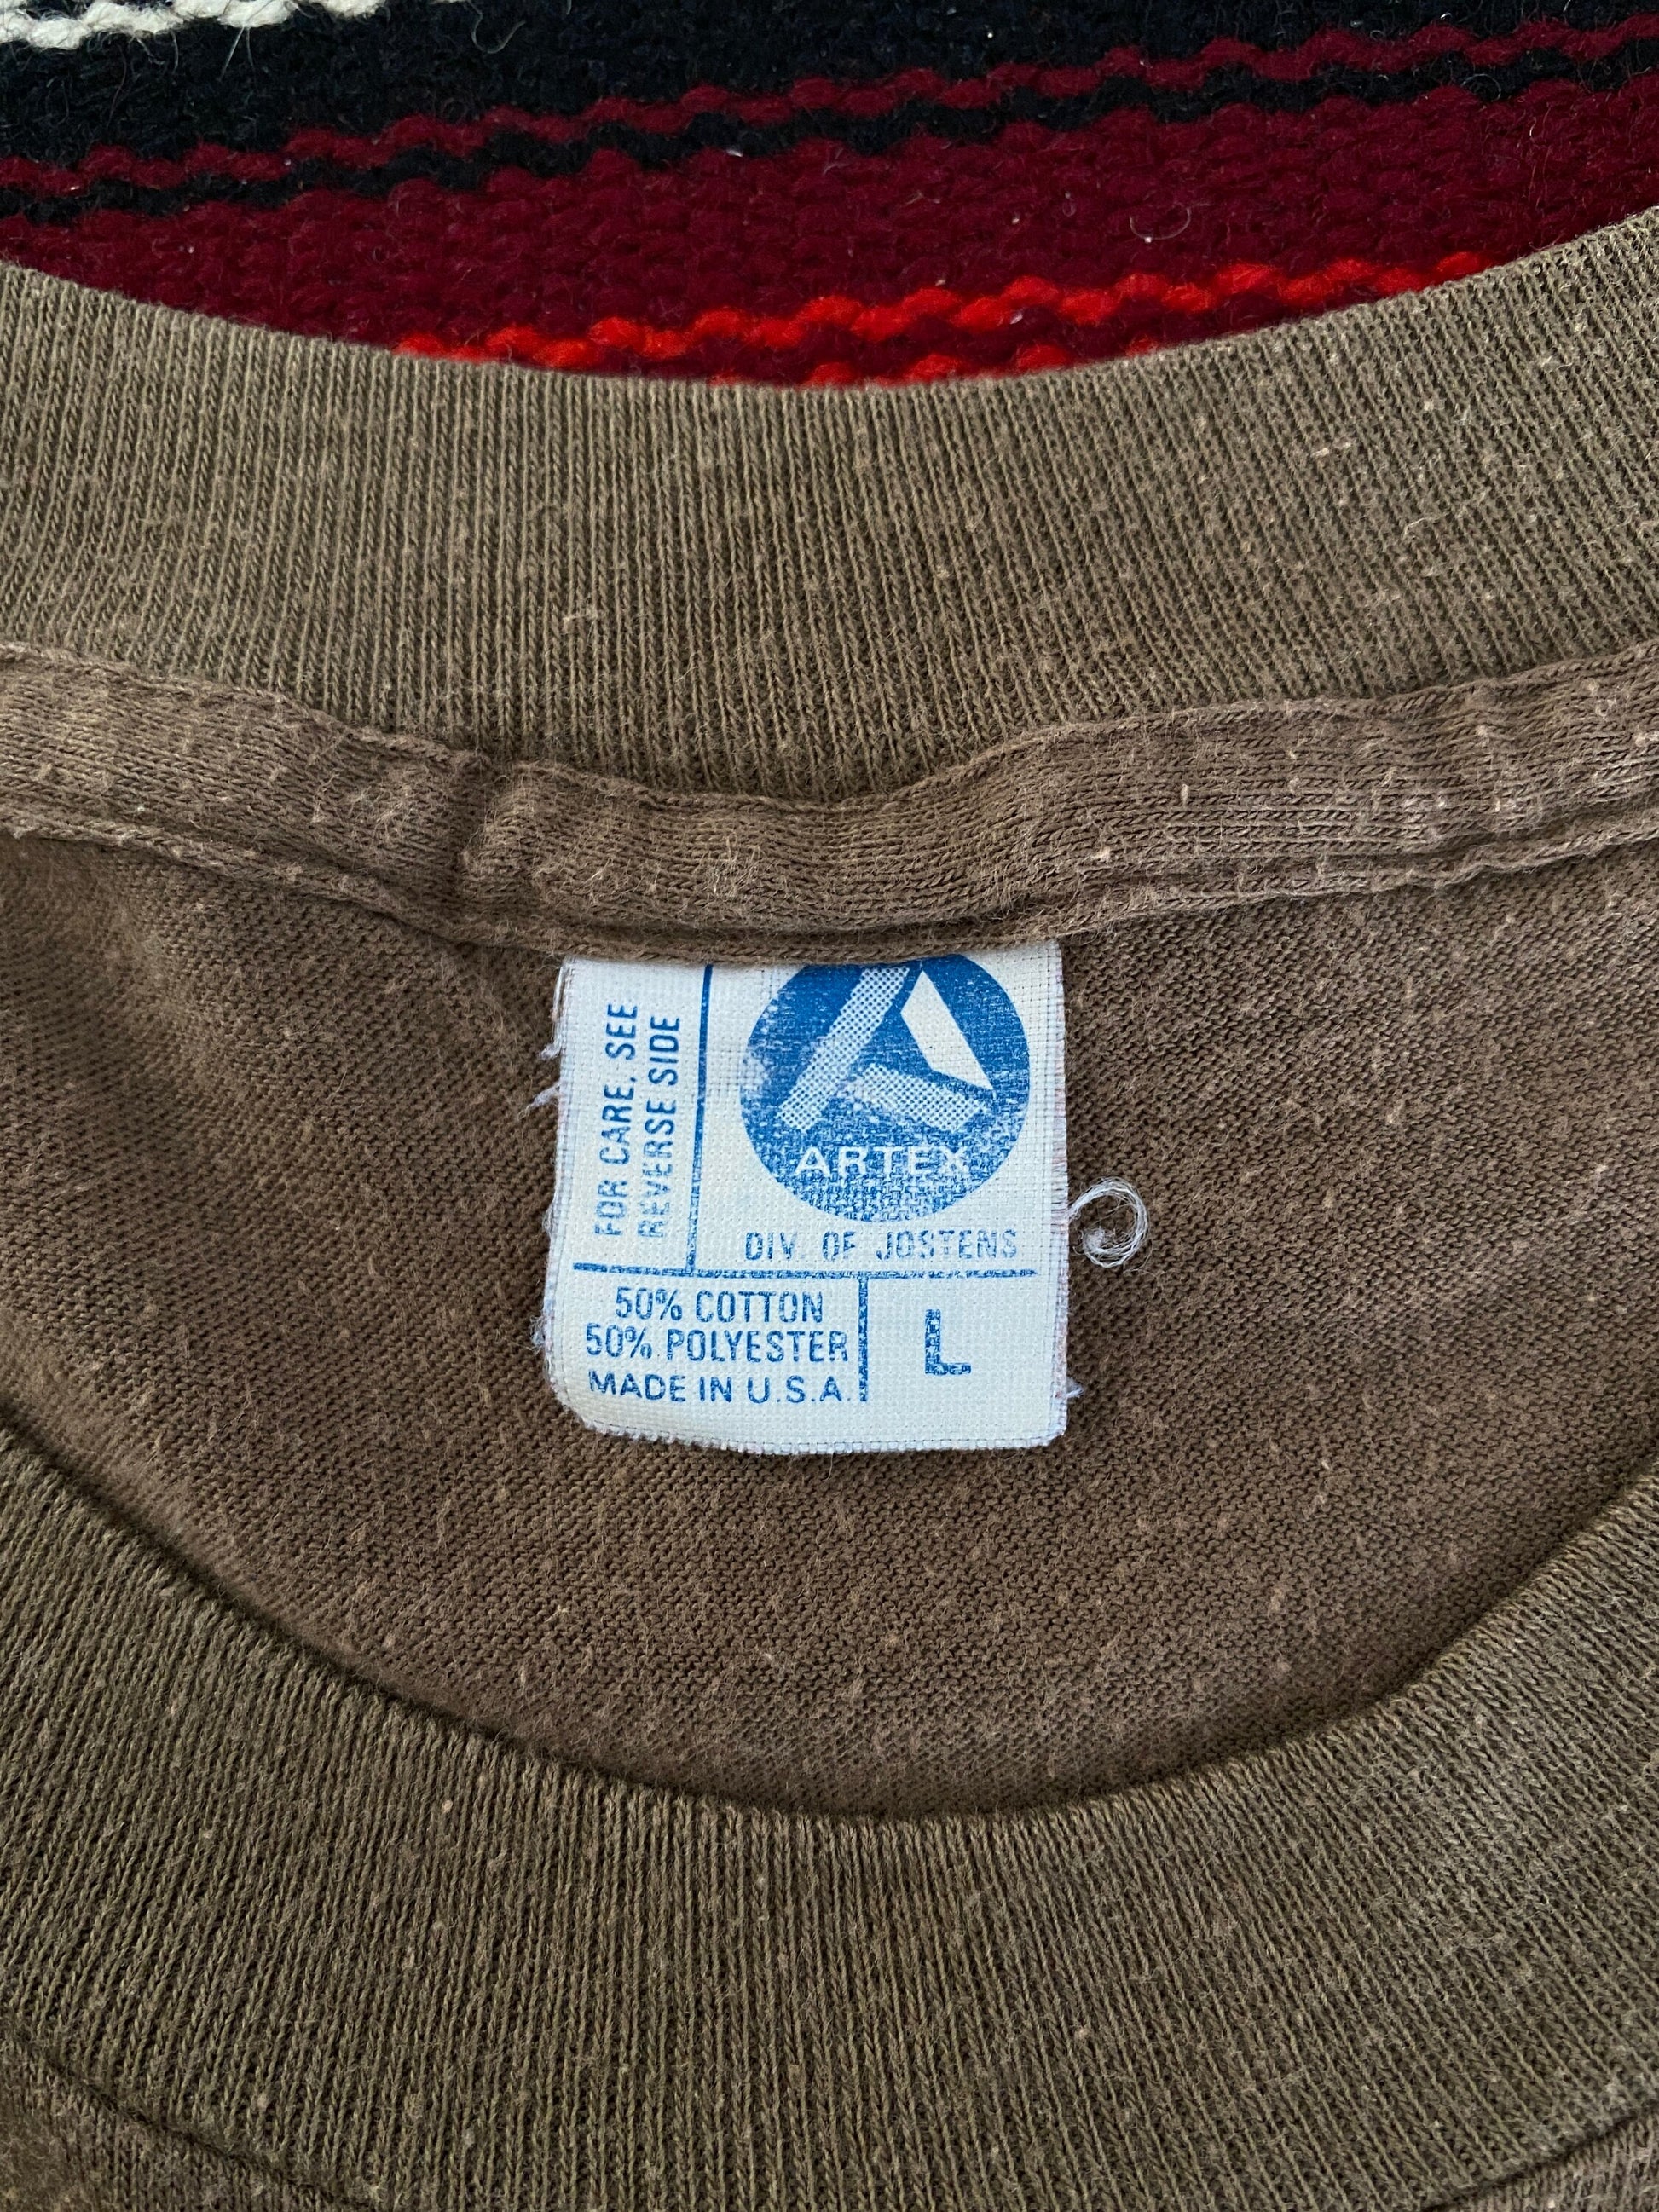 FOR CARE, SEE
REVERSE SIDE
ARTEX
DIV. OF JOSTENS
50% COTTON
50% POLYESTER
MADE IN U.S.A.
L